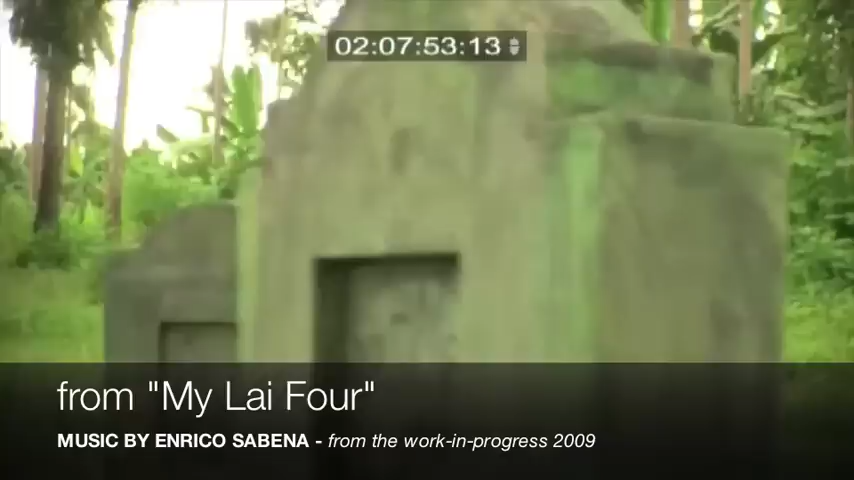 02:07:53:13
from "My Lai Four"
MUSIC BY ENRICO SABENA - from the work-in-progress 2009